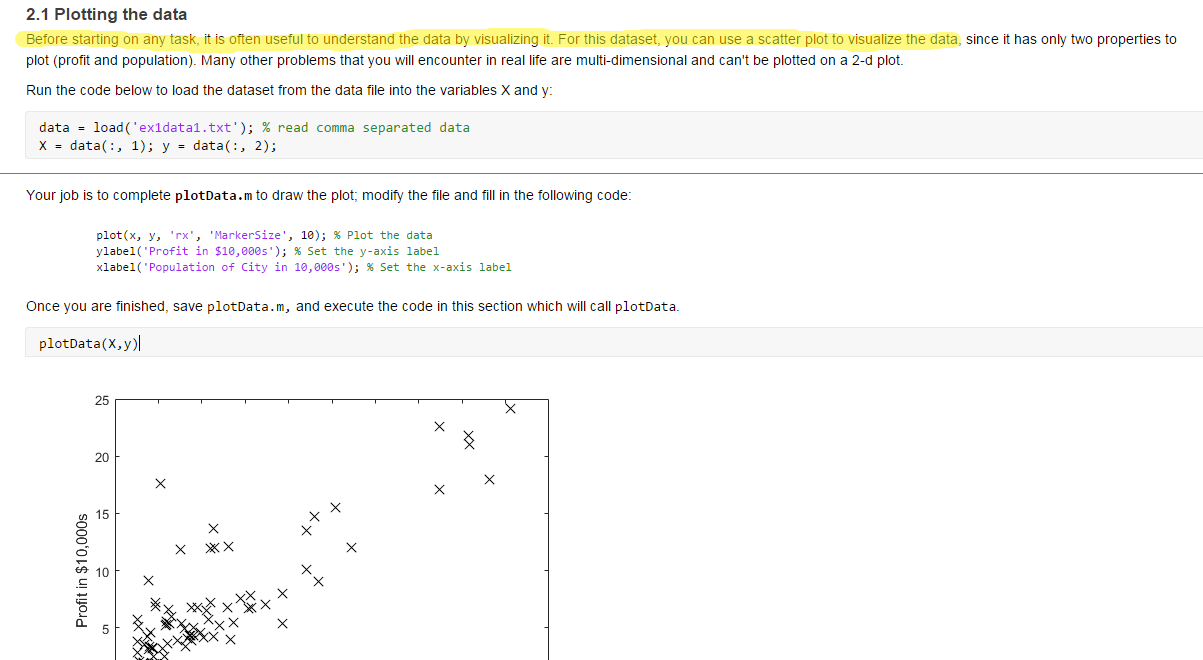 2.1 Plotting the data
Before starting on any task, it is often useful to understand the data by visualizing it. For this dataset, you can use a scatter plot to visualize the data, since it has only two properties to
plot (profit and population). Many other problems that you will encounter in real life are multi-dimensional and can't be plotted on a 2-d plot.
Run the code below to load the dataset from the data file into the variables X and y:
data = load('ex1data1.txt'); % read comma separated data
X = data(:, 1); y = data(:, 2);
Your job is to complete plotData.m to draw the plot; modify the file and fill in the following code:
plot(x, y, 'rx', 'MarkerSize', 10); % Plot the data
ylabel('Profit in $10,000s'); % Set the y-axis label
xlabel('Population of City in 10,000s'); % Set the x-axis label
Once you are finished, save plotData.m, and execute the code in this section which will call plotData.
plotData(X,y)
25
20
15
10
5
Profit in $10,000s